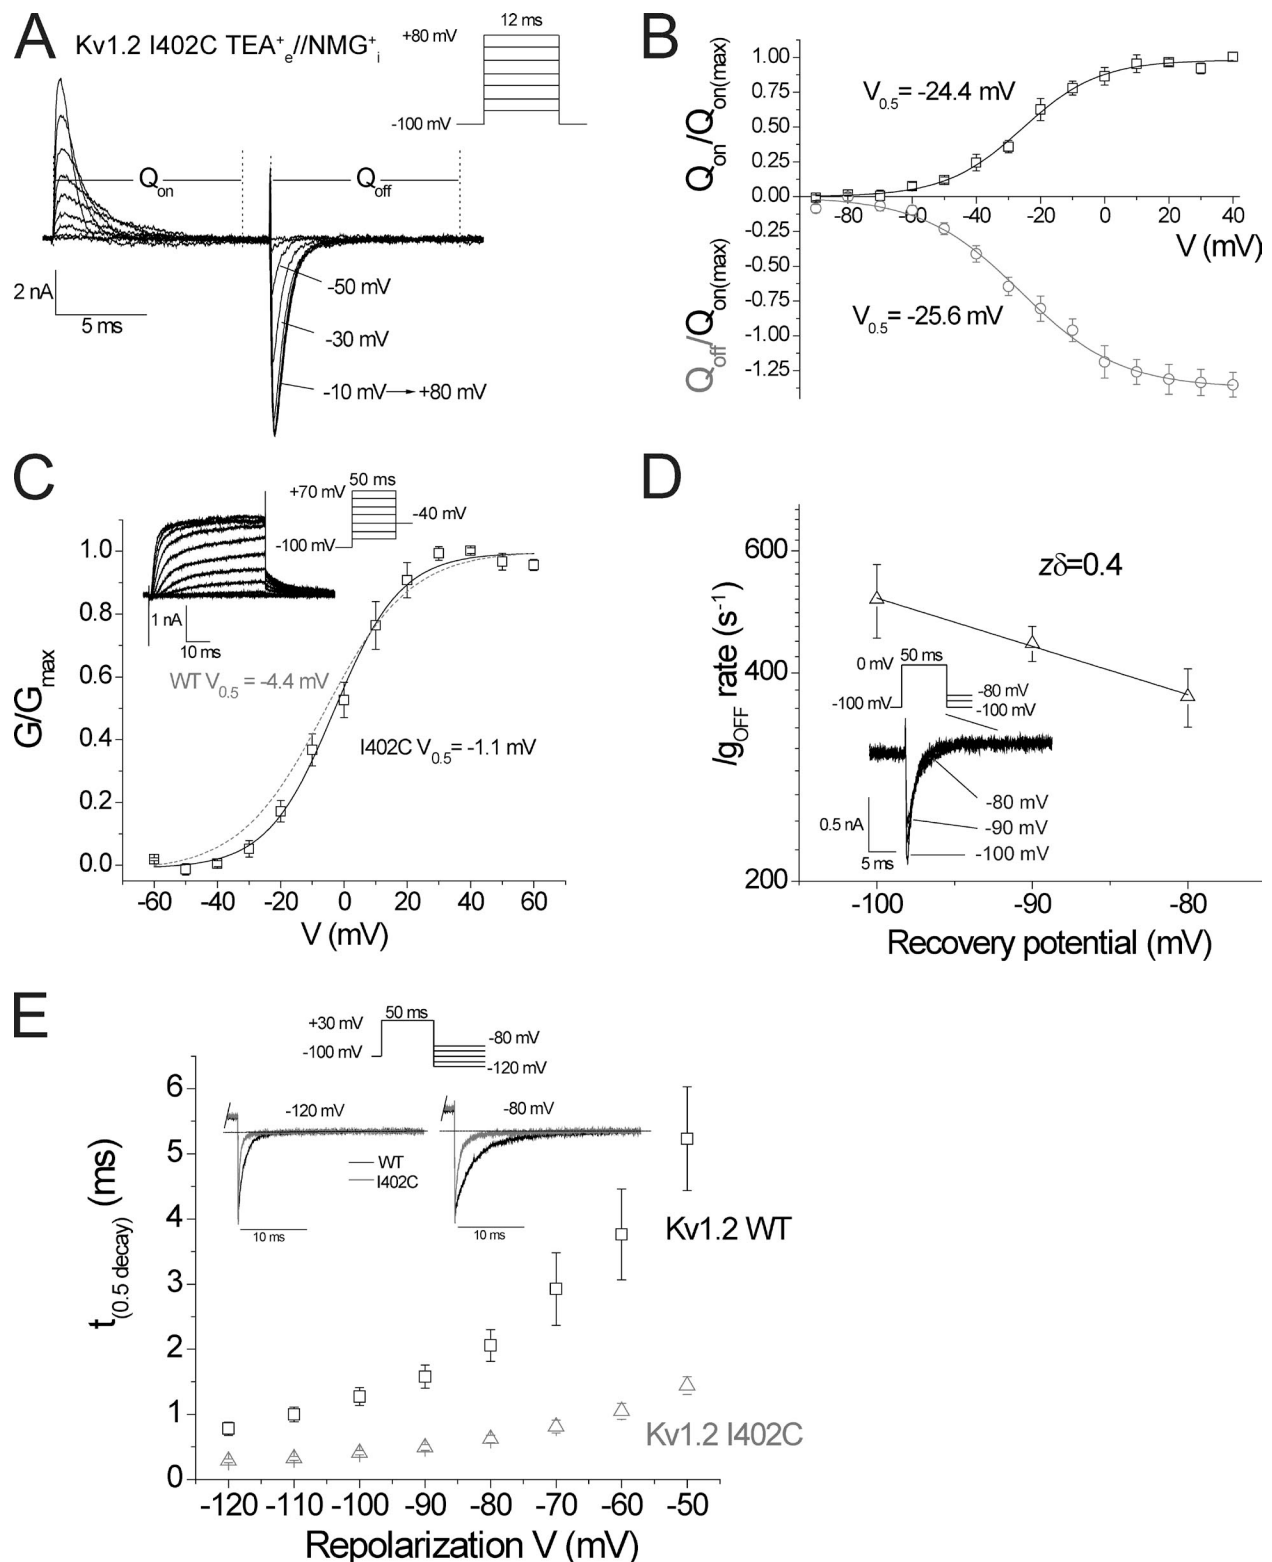 A
Kv1.2 I402C TEA+e//NMG+i
12 ms
+80 mV
-100 mV
Qon
Qoff
-50 mV
-30 mV
-10 mV → +80 mV
2 nA
5 ms
B
Qon/Qon(max)
Qoff/Qon(max)
1.00
0.75
0.50
0.25
0.00
-0.25
-0.50
-0.75
-1.00
-1.25
V0.5= -24.4 mV
-80 -60 -40 -20 0 20 40
V (mV)
V0.5= -25.6 mV
C
50 ms
+70 mV
-40 mV
-100 mV
1 nA
10 ms
WT V0.5 = -4.4 mV
I402C V0.5= -1.1 mV
G/Gmax
1.0
0.8
0.6
0.4
0.2
0.0
-60 -40 -20 0 20 40 60
V (mV)
D
zδ=0.4
IgOFF rate (s-1)
600
400
200
50 ms
0 mV
-80 mV
-100 mV
-100 mV
-80 mV
-90 mV
-100 mV
0.5 nA
5 ms
-100 -90 -80
Recovery potential (mV)
E
50 ms
+30 mV
-80 mV
-100 mV
-120 mV
-120 mV
-80 mV
WT
I402C
10 ms
10 ms
Kv1.2 WT
Kv1.2 I402C
t(0.5 decay) (ms)
6
5
4
3
2
1
0
-120 -110 -100 -90 -80 -70 -60 -50
Repolarization V (mV)